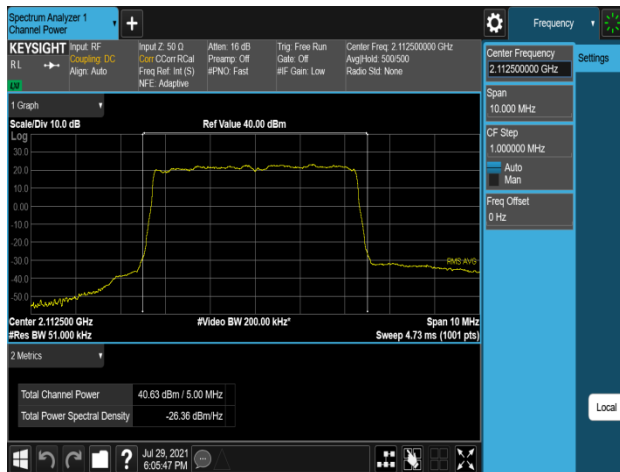 Spectrum Analyzer 1
Channel Power
Frequency
KEYSIGHT
RL
Input: RF
Coupling: DC
Align: Auto
Input Z: 50 Ω
Corr CCorr RCal
Freq Ref: Int (S)
NFE: Adaptive
Atten: 16 dB
Preamp: Off
#PNO: Fast
Trig: Free Run
Gate: Off
#IF Gain: Low
Center Freq: 2.112500000 GHz
Avg|Hold: 500/500
Radio Std: None
Center Frequency
2.112500000 GHz
Settings
Span
10.000 MHz
CF Step
1.000000 MHz
Auto
Man
Freq Offset
0 Hz
Local
1 Graph
Scale/Div 10.0 dB
Ref Value 40.00 dBm
Log
30.0
20.0
10.0
0.00
-10.0
-20.0
-30.0
-40.0
-50.0
RMS AVG
Center 2.112500 GHz
#Video BW 200.00 kHz*
Span 10 MHz
#Res BW 51.000 kHz
Sweep 4.73 ms (1001 pts)
2 Metrics
Total Channel Power
40.63 dBm / 5.00 MHz
Total Power Spectral Density
-26.36 dBm/Hz
Jul 29, 2021
6:05:47 PM